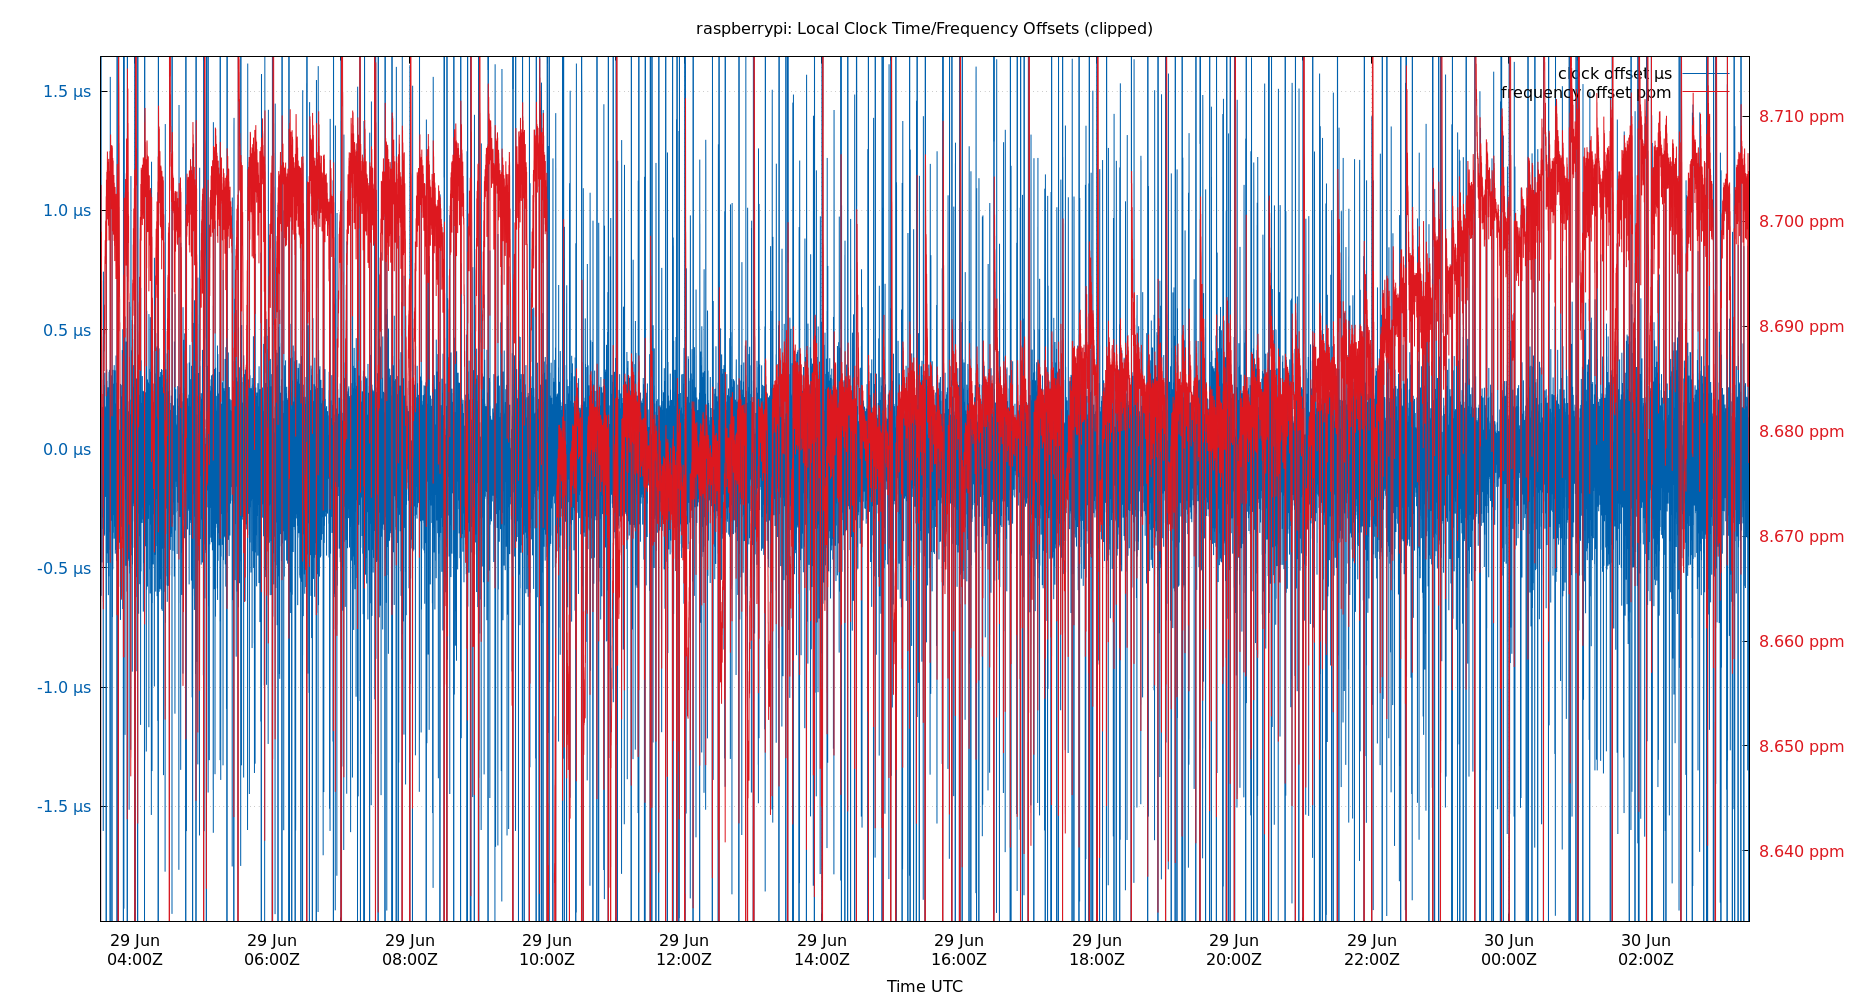 raspberrypi: Local Clock Time/Frequency Offsets (clipped)
clock offset µs
frequency offset ppm
1.5 µs
1.0 µs
0.5 µs
0.0 µs
-0.5 µs
-1.0 µs
-1.5 µs
8.710 ppm
8.700 ppm
8.690 ppm
8.680 ppm
8.670 ppm
8.660 ppm
8.650 ppm
8.640 ppm
29 Jun 29 Jun 29 Jun 29 Jun 29 Jun 29 Jun 29 Jun 29 Jun 29 Jun 29 Jun 30 Jun 30 Jun
04:00Z 06:00Z 08:00Z 10:00Z 12:00Z 14:00Z 16:00Z 18:00Z 20:00Z 22:00Z 00:00Z 02:00Z
Time UTC